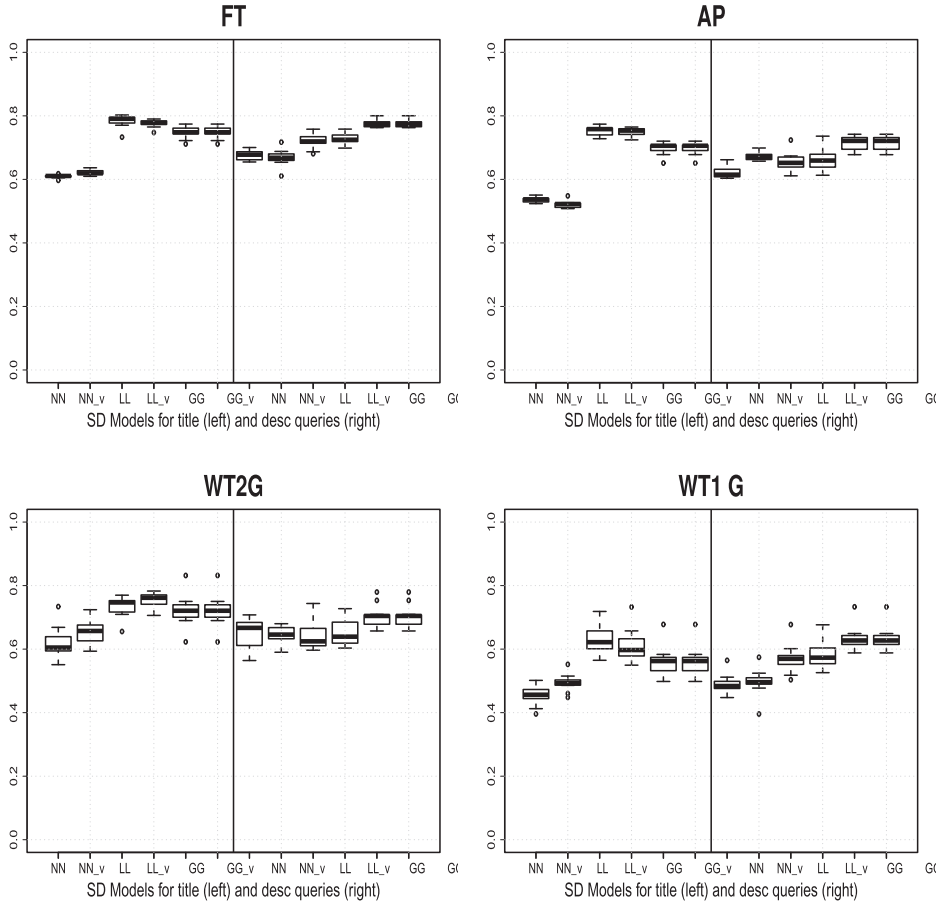 FT
1.0
0.8
0.6
0.4
0.2
0.0
NN NN_v LL LL_v GG GG_v NN NN_v LL LL_v GG
SD Models for title (left) and desc queries (right)
AP
1.0
0.8
0.6
0.4
0.2
0.0
NN NN_v LL LL_v GG GG_v NN NN_v LL LL_v GG
SD Models for title (left) and desc queries (right)
WT2G
1.0
0.8
0.6
0.4
0.2
0.0
NN NN_v LL LL_v GG GG_v NN NN_v LL LL_v GG
SD Models for title (left) and desc queries (right)
WT1 G
1.0
0.8
0.6
0.4
0.2
0.0
NN NN_v LL LL_v GG GG_v NN NN_v LL LL_v GG
SD Models for title (left) and desc queries (right)